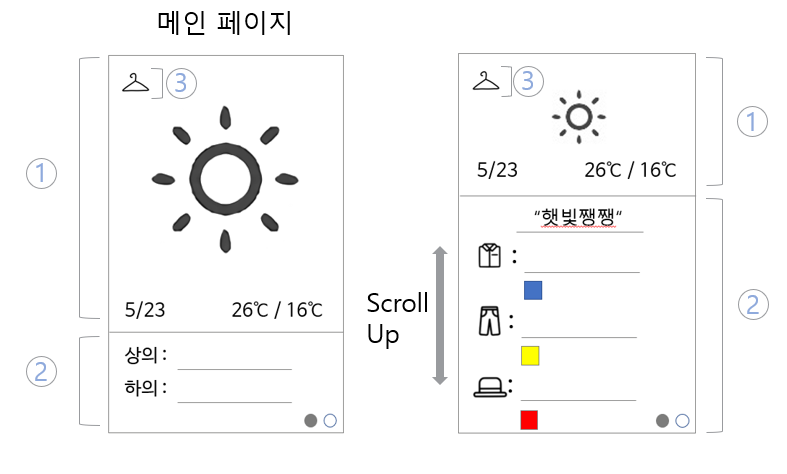 메인 페이지
③
①
5/23 26℃ / 16℃
②
상의 :
하의 :
Scroll
Up
③
①
5/23 26℃ / 16℃
"햇빛쨍쨍"
:
②
:
: